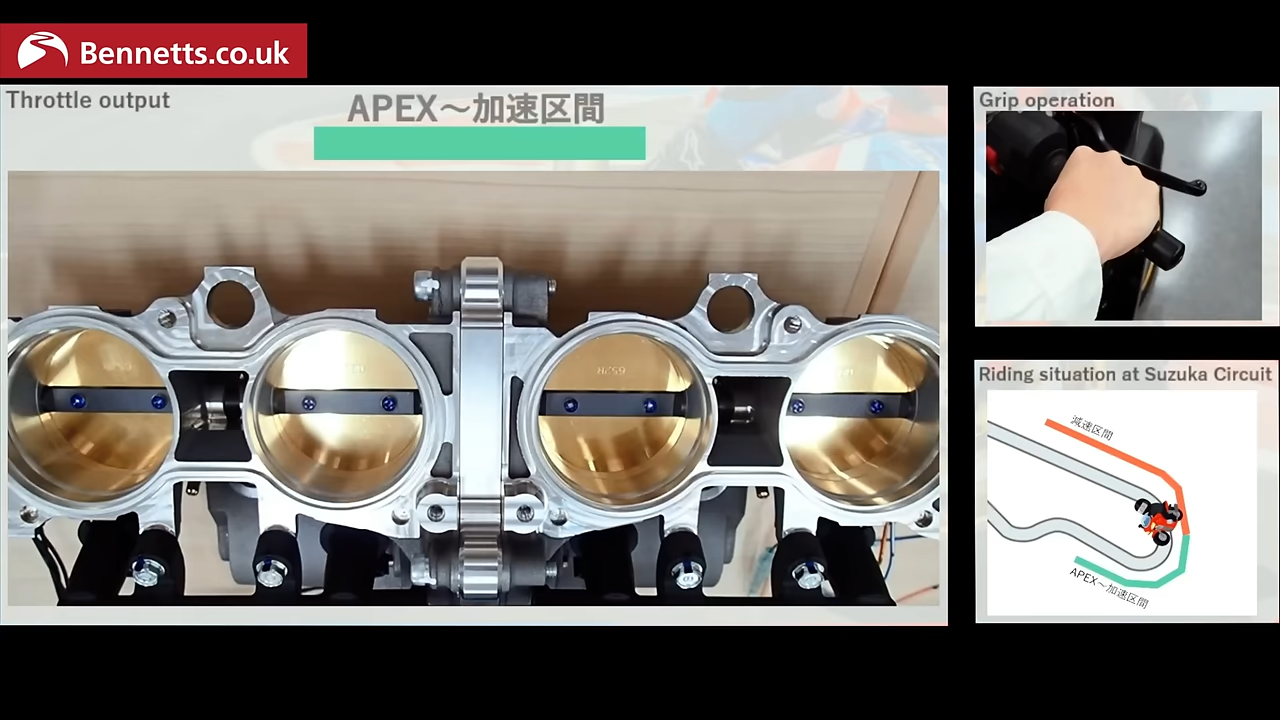 Bennetts.co.uk
Throttle output
APEX～加速区間
Grip operation
Riding situation at Suzuka Circuit
減速区間
APEX～加速区間